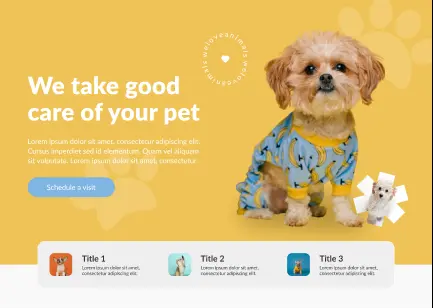 weloveanimals weloveanimals
We take good
care of your pet
Lorem ipsum dolor sit amet, consectetur adipiscing elit.
Cursus imperdiet sed id elementum. Quam vel aliquam
sit vulputate. Lorem ipsum dolor sit amet, consectetur
Schedule a visit
Title 1
Lorem ipsum dolor sit amet,
consectetur adipiscing elit.
Title 2
Lorem ipsum dolor sit amet,
consectetur adipiscing elit.
Title 3
Lorem ipsum dolor sit amet,
consectetur adipiscing elit.